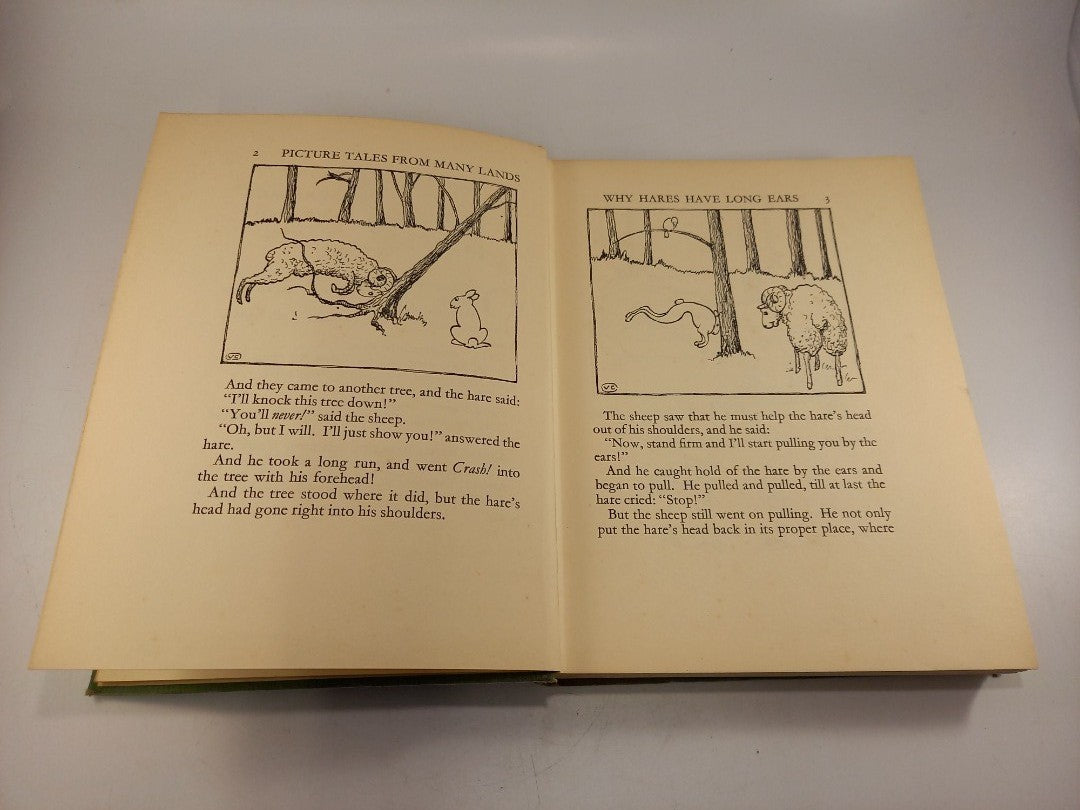 2 PICTURE TALES FROM MANY LANDS
VC
And they came to another tree, and the hare said:
"I'll knock this tree down!"
"You'll never!" said the sheep.
"Oh, but I will. I'll just show you!" answered the
hare.
And he took a long run, and went Crash! into
the tree with his forehead!
And the tree stood where it did, but the hare's
head had gone right into his shoulders.
WHY HARES HAVE LONG EARS 3
VC
The sheep saw that he must help the hare's head
out of his shoulders, and he said:
"Now, stand firm and I'll start pulling you by the
ears!"
And he caught hold of the hare by the ears and
began to pull. He pulled and pulled, till at last the
hare cried: "Stop!"
But the sheep still went on pulling. He not only
put the hare's head back in its proper place, where